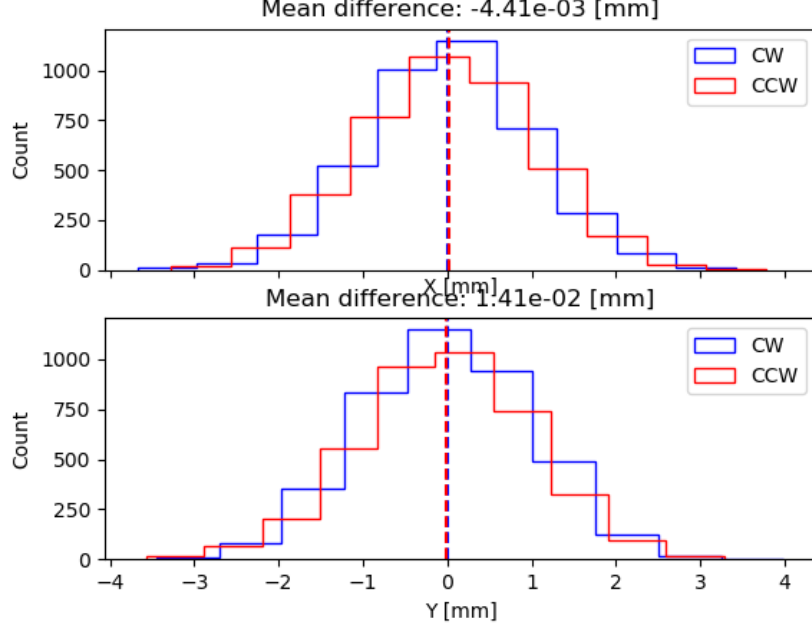 Mean difference: -4.41e-03 [mm]
CW
CCW
1000
750
500
250
0
Count
X [mm]
Mean difference: 1.41e-02 [mm]
CW
CCW
1000
750
500
250
0
Count
−4 −3 −2 −1 0 1 2 3 4
Y [mm]